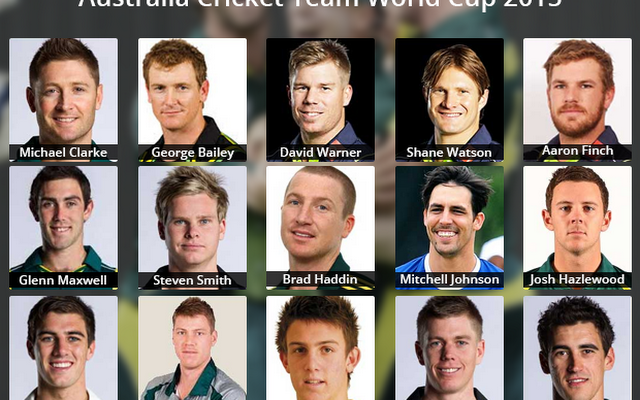 Australia Cricket Team World Cup 2015
Michael Clarke
George Bailey
David Warner
Shane Watson
Aaron Finch
Glenn Maxwell
Steven Smith
Brad Haddin
Mitchell Johnson
Josh Hazlewood